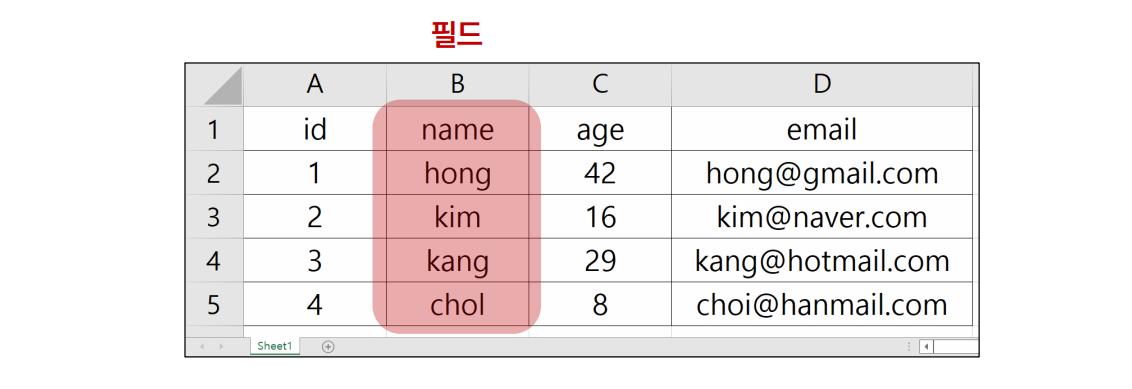 필드
A B C D
1 id name age email
2 1 hong 42 hong@gmail.com
3 2 kim 16 kim@naver.com
4 3 kang 29 kang@hotmail.com
5 4 chol 8 choi@hanmail.com
Sheet1